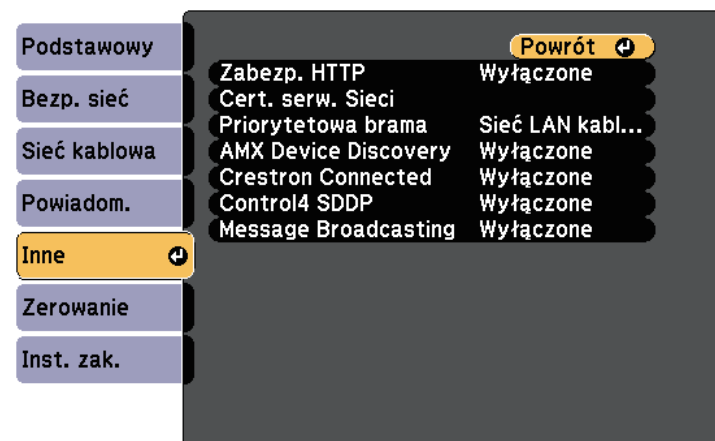 Podstawowy
Bezp. sieć
Sieć kablowa
Powiadom.
Inne
Zerowanie
Inst. zak.
Powrót
Zabezp. HTTP Wyłączone
Cert. serw. Sieci
Priorytetowa brama Sieć LAN kabl...
AMX Device Discovery Wyłączone
Crestron Connected Wyłączone
Control4 SDDP Wyłączone
Message Broadcasting Wyłączone